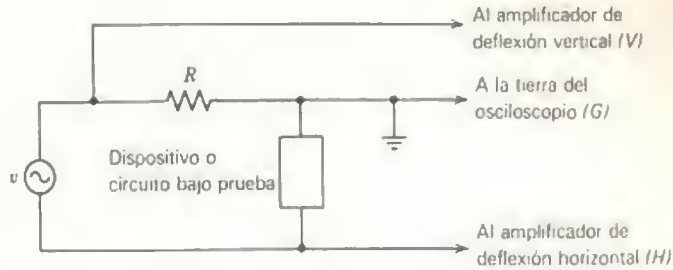 Al amplificador de
deflexión vertical (V)
R
A la tierra del
osciloscopio (G)
Dispositivo o
circuito bajo prueba
v
Al amplificador de
deflexión horizontal (H)